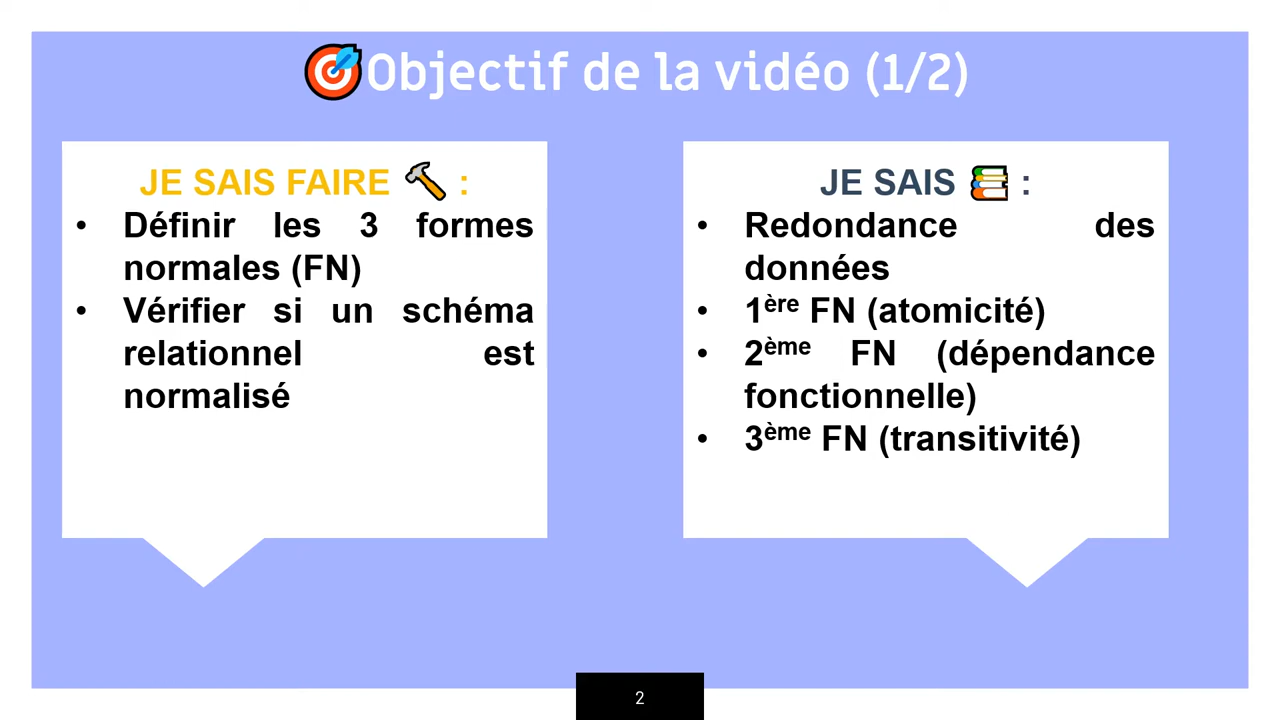 Objectif de la vidéo (1/2)
JE SAIS FAIRE :
• Définir les 3 formes
normales (FN)
• Vérifier si un schéma
relationnel est
normalisé
JE SAIS :
• Redondance des
données
• 1ère FN (atomicité)
• 2ème FN (dépendance
fonctionnelle)
• 3ème FN (transitivité)
2